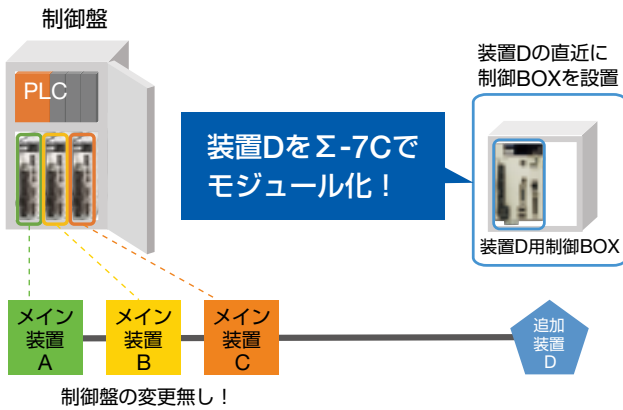 制御盤
PLC
装置Dの直近に
制御BOXを設置
装置DをΣ-7Cで
モジュール化！
装置D用制御BOX
メイン
装置
A
メイン
装置
B
メイン
装置
C
追加
装置
D
制御盤の変更無し！